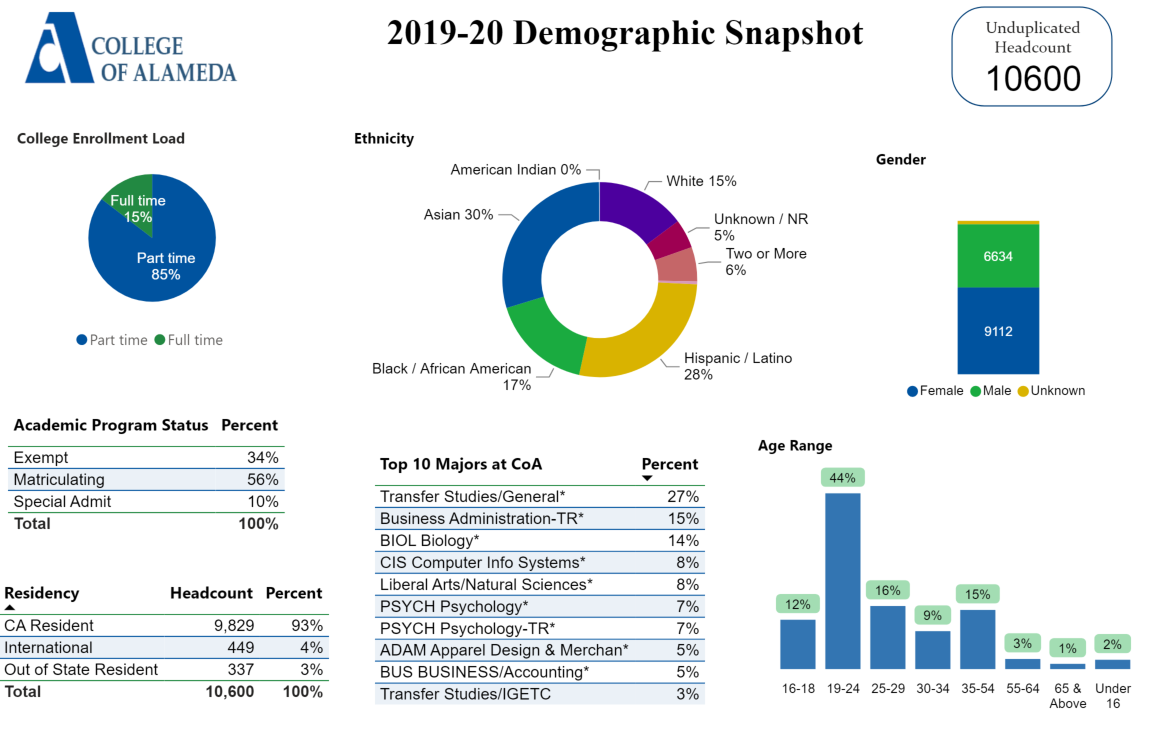 COLLEGE
OF ALAMEDA
2019-20 Demographic Snapshot
Unduplicated
Headcount
10600
College Enrollment Load
Full time
15%
Part time
85%
Part time Full time
Ethnicity
American Indian 0%
White 15%
Asian 30%
Unknown / NR
5%
Two or More
6%
Hispanic / Latino
28%
Black / African American
17%
Gender
6634
9112
Female Male Unknown
Academic Program Status Percent
Exempt 34%
Matriculating 56%
Special Admit 10%
Total 100%
Residency Headcount Percent
CA Resident 9,829 93%
International 449 4%
Out of State Resident 337 3%
Total 10,600 100%
Top 10 Majors at CoA Percent
Transfer Studies/General* 27%
Business Administration-TR* 15%
BIOL Biology* 14%
CIS Computer Info Systems* 8%
Liberal Arts/Natural Sciences* 8%
PSYCH Psychology* 7%
PSYCH Psychology-TR* 7%
ADAM Apparel Design & Merchan* 5%
BUS BUSINESS/Accounting* 5%
Transfer Studies/IGETC 3%
Age Range
12%
44%
16%
9%
15%
3%
1%
2%
16-18 19-24 25-29 30-34 35-54 55-64 65 & Under
Above 16